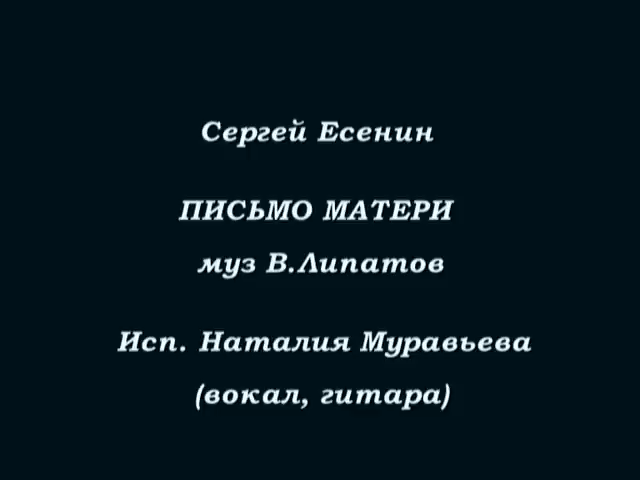 Сергей Есенин
ПИСЬМО МАТЕРИ
муз В.Липатов
Исп. Наталия Муравьева
(вокал, гитара)